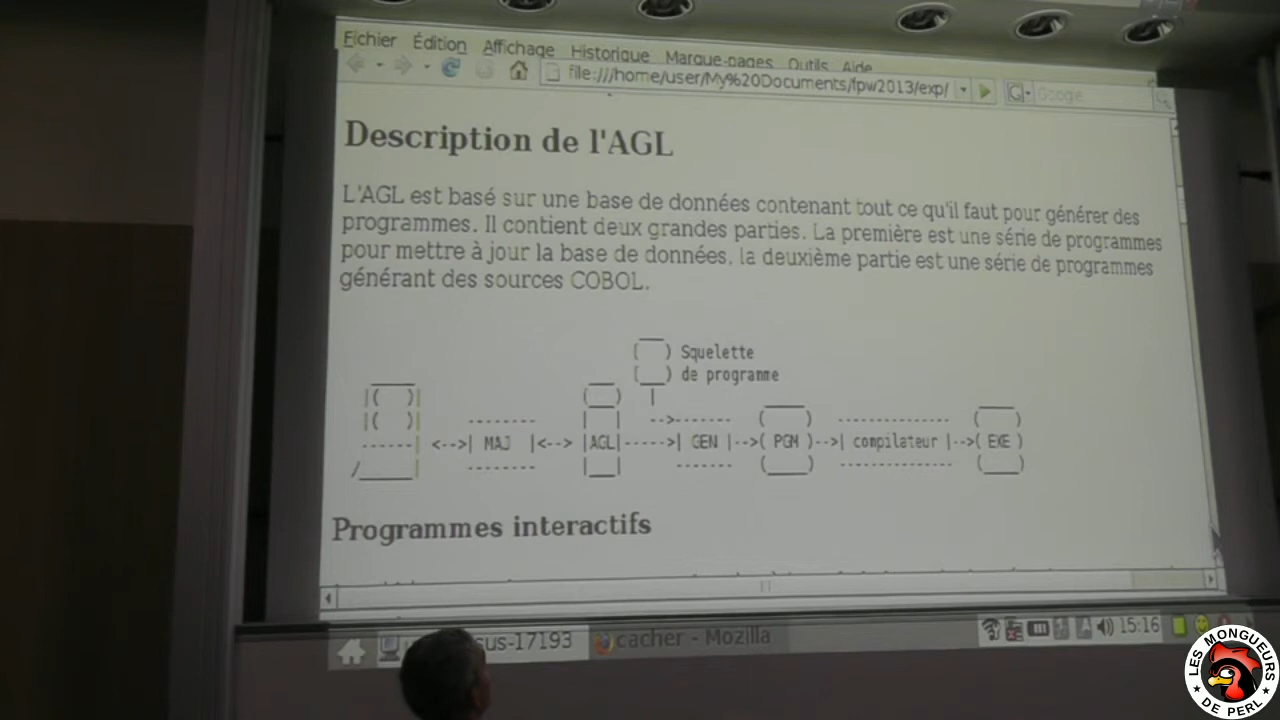 Fichier Édition Affichage Historique Marque-pages Outils Aide
file:///home/user/My%20Documents/fpw2013/exp/ Google
Description de l'AGL
L'AGL est basé sur une base de données contenant tout ce qu'il faut pour générer des
programmes. Il contient deux grandes parties. La première est une série de programmes
pour mettre à jour la base de données, la deuxième partie est une série de programmes
générant des sources COBOL.
Squelette
de programme
MAJ AGL GEN PGM compilateur EXE
Programmes interactifs
sus-17193 cacher - Mozilla 15:16
LES MONGUEURS
DE PERL